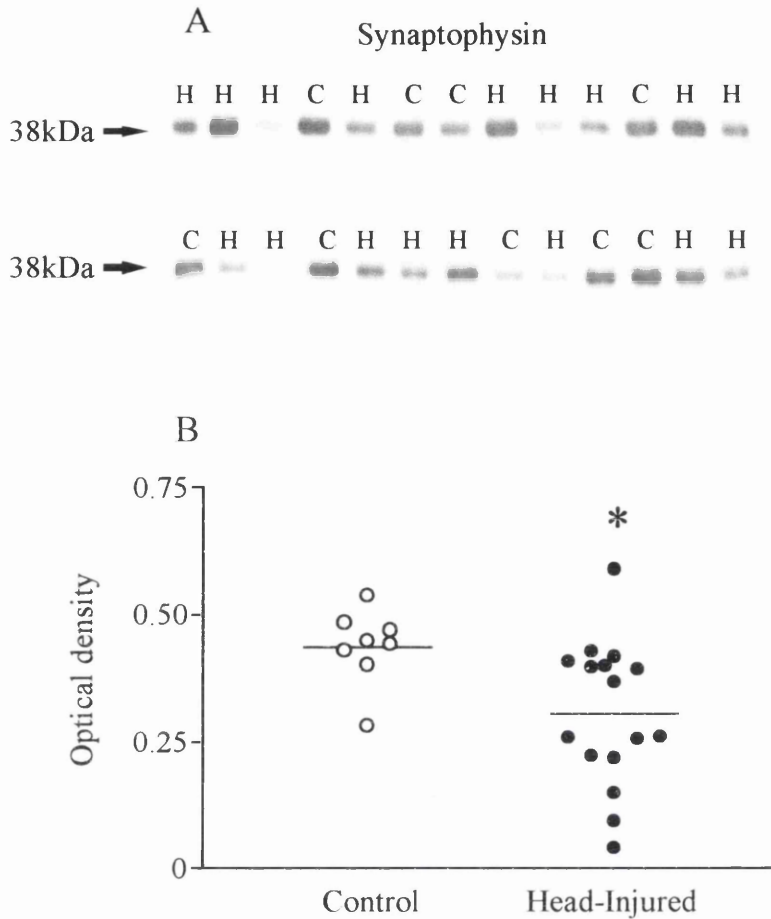 A
Synaptophysin
H H H C H C C H H H C H H
38kDa
C H H C H H H C H C C H H
38kDa
B
0.75
*
0.50
0.25
0
Optical density
Control Head-Injured